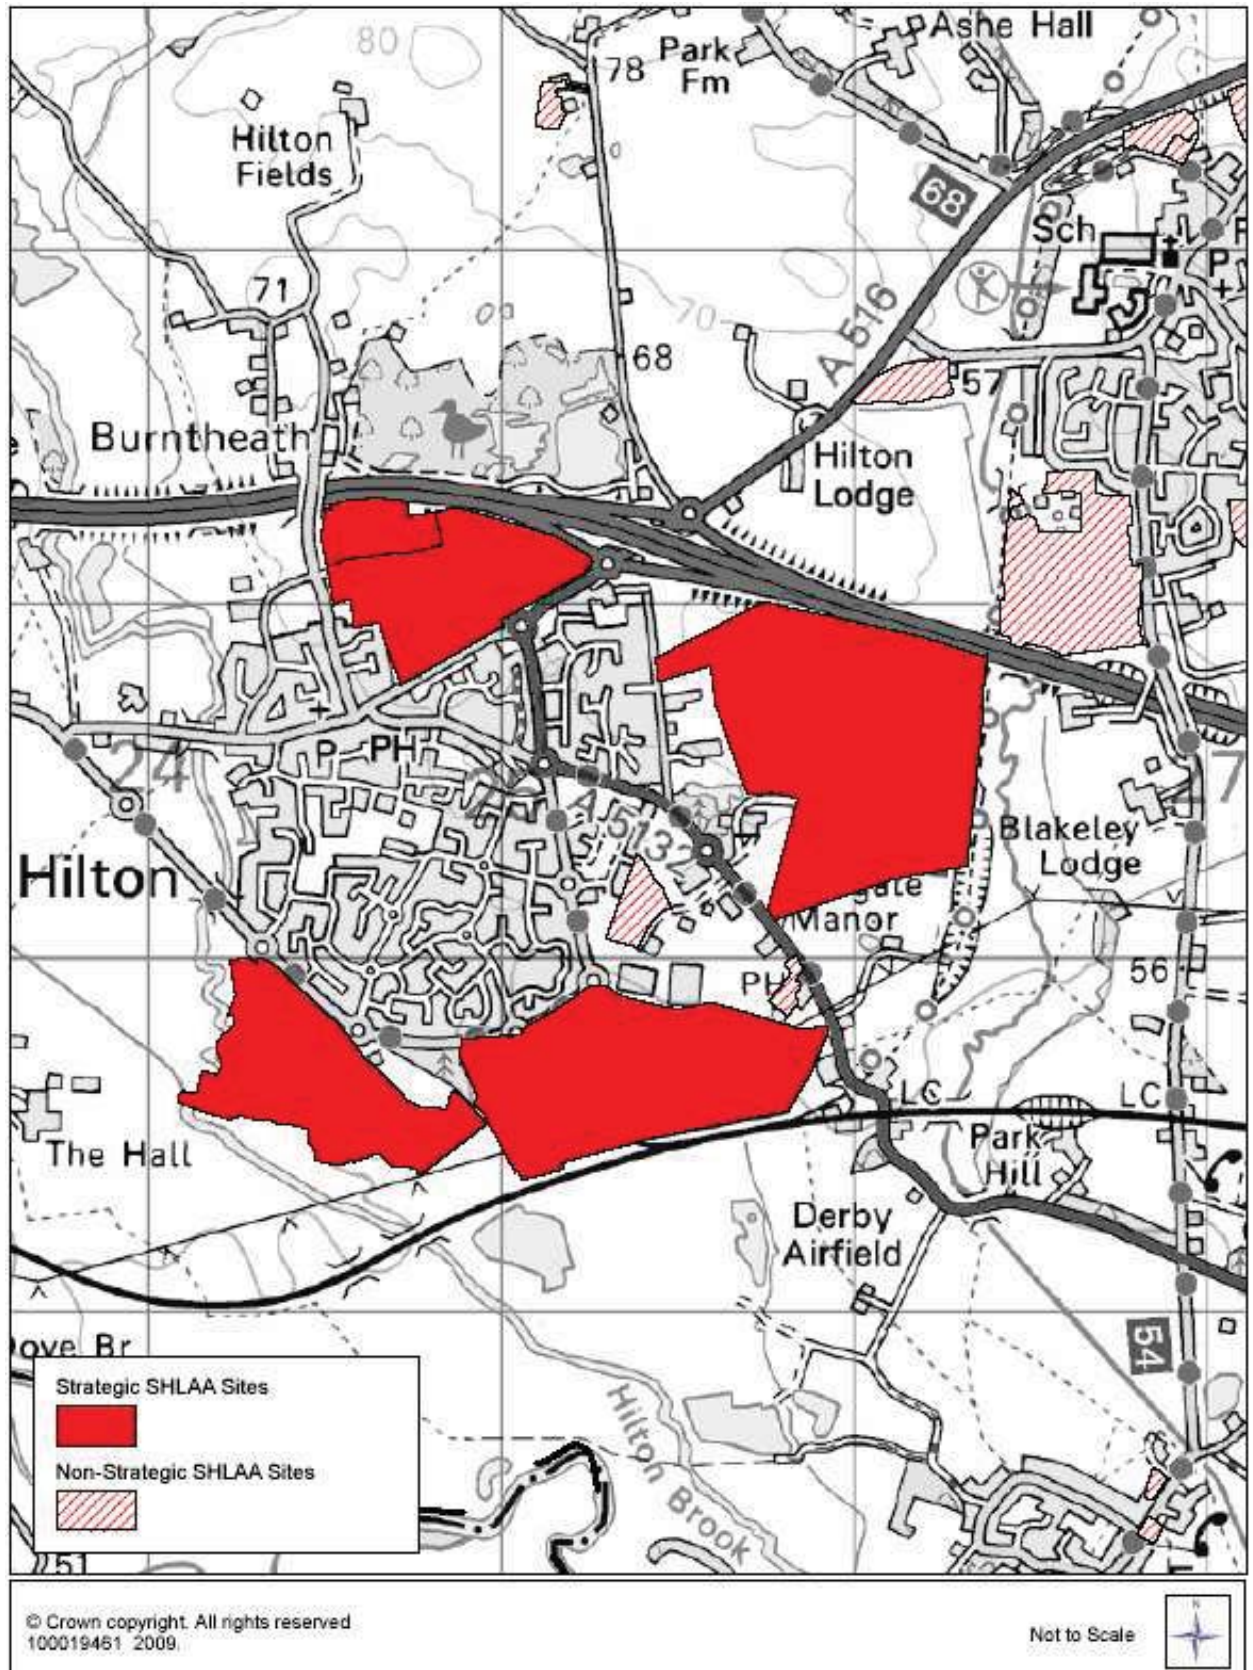 80
Ashe Hall
Park
Fm
78
Hilton
Fields
68
Sch
P
71
70
A 516
68
57
Burntheath
Hilton
Lodge
24
P
PH
A 5132
Blakeley
Lodge
Hilton
Manor
PH
56
LC
LC
The Hall
Park
Hill
Derby
Airfield
54
Dove Br
Hilton Brook
51
Strategic SHLAA Sites
Non-Strategic SHLAA Sites
© Crown copyright. All rights reserved
100019461 2009.
Not to Scale
N